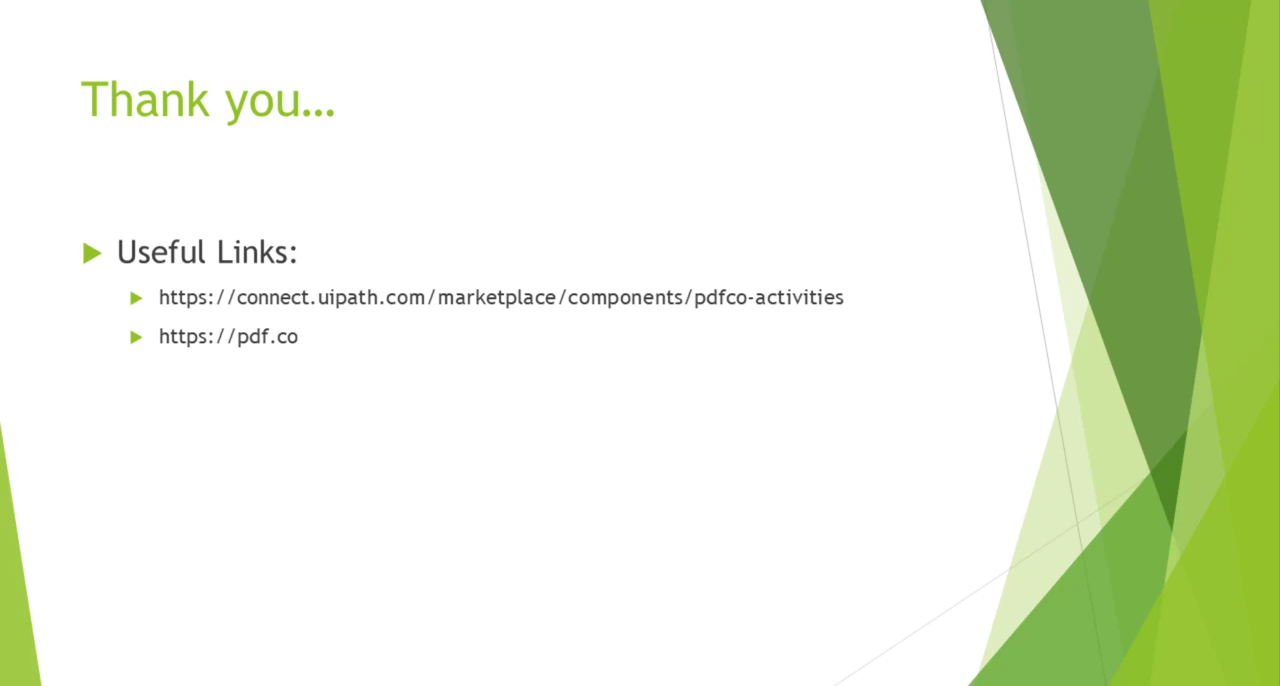 Thank you…
Useful Links:
https://connect.uipath.com/marketplace/components/pdfco-activities
https://pdf.co